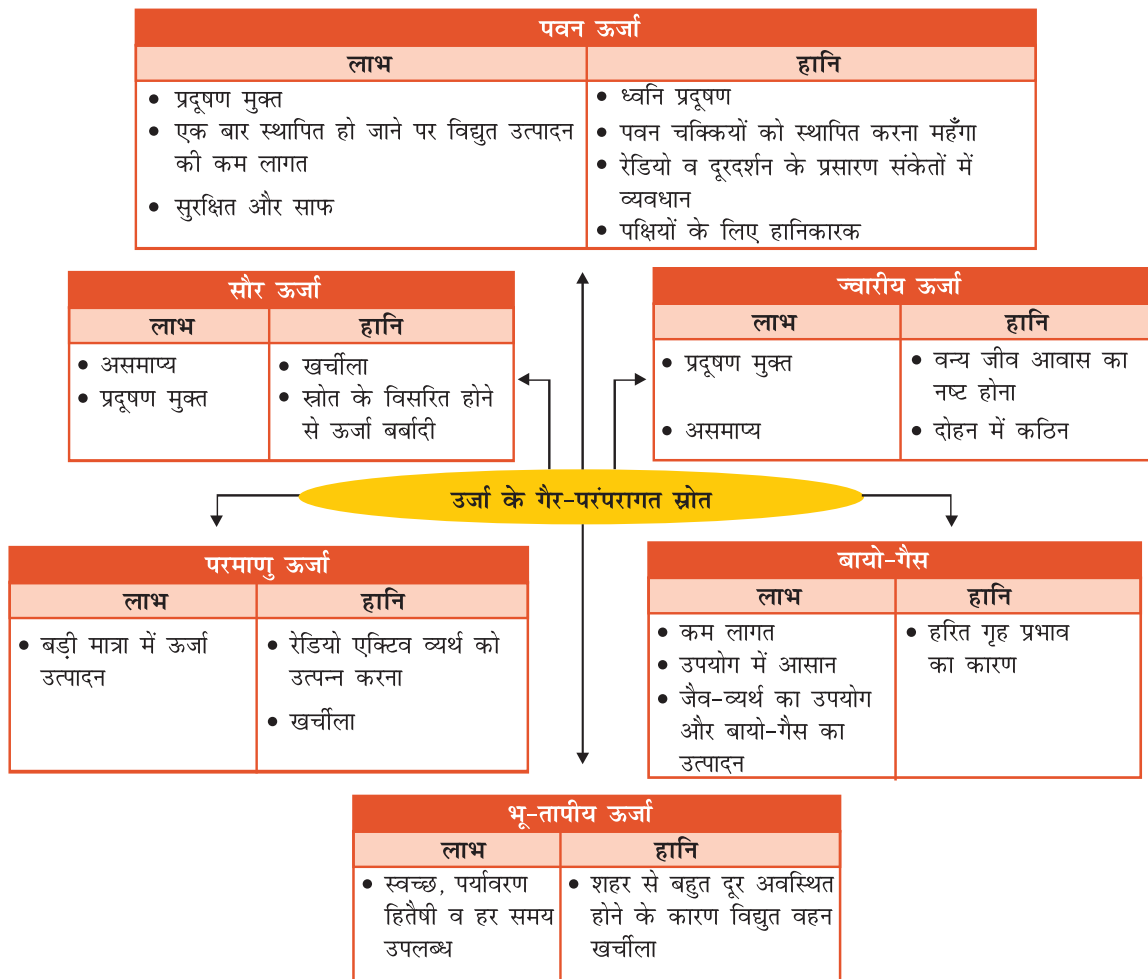 पवन ऊर्जा
लाभ
हानि
• प्रदूषण मुक्त
• एक बार स्थापित हो जाने पर विद्युत उत्पादन
की कम लागत
• सुरक्षित और साफ
• ध्वनि प्रदूषण
• पवन चक्कियों को स्थापित करना महँगा
• रेडियो व दूरदर्शन के प्रसारण संकेतों में
व्यवधान
• पक्षियों के लिए हानिकारक
सौर ऊर्जा
लाभ
हानि
• असमाप्य
• प्रदूषण मुक्त
• खर्चीला
• स्रोत के विसरित होने
से ऊर्जा बर्बादी
ज्वारीय ऊर्जा
लाभ
हानि
• प्रदूषण मुक्त
• असमाप्य
• वन्य जीव आवास का
नष्ट होना
• दोहन में कठिन
उर्जा के गैर-परंपरागत स्रोत
परमाणु ऊर्जा
लाभ
हानि
• बड़ी मात्रा में ऊर्जा
उत्पादन
• रेडियो एक्टिव व्यर्थ को
उत्पन्न करना
• खर्चीला
बायो-गैस
लाभ
हानि
• कम लागत
• उपयोग में आसान
• जैव-व्यर्थ का उपयोग
और बायो-गैस का
उत्पादन
• हरित गृह प्रभाव
का कारण
भू-तापीय ऊर्जा
लाभ
हानि
• स्वच्छ, पर्यावरण
हितैषी व हर समय
उपलब्ध
• शहर से बहुत दूर अवस्थित
होने के कारण विद्युत वहन
खर्चीला